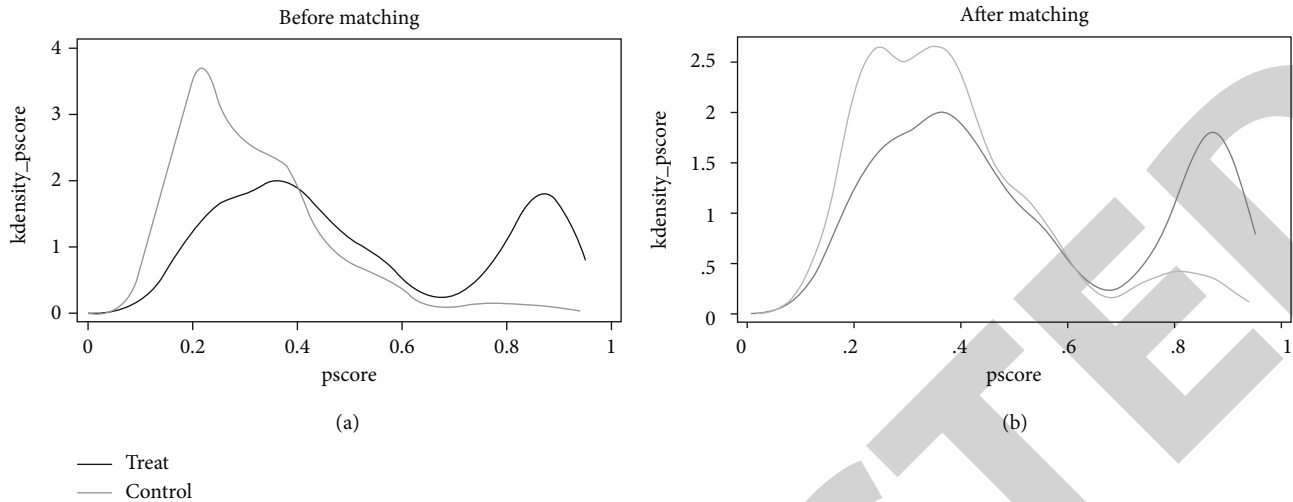 Before matching
4
3
2
1
0
kdensity_pscore
0 0.2 0.4 0.6 0.8 1
pscore
(a)
Treat
Control
After matching
2.5
2
1.5
1
.5
0
kdensity_pscore
0 .2 .4 .6 .8 1
pscore
(b)